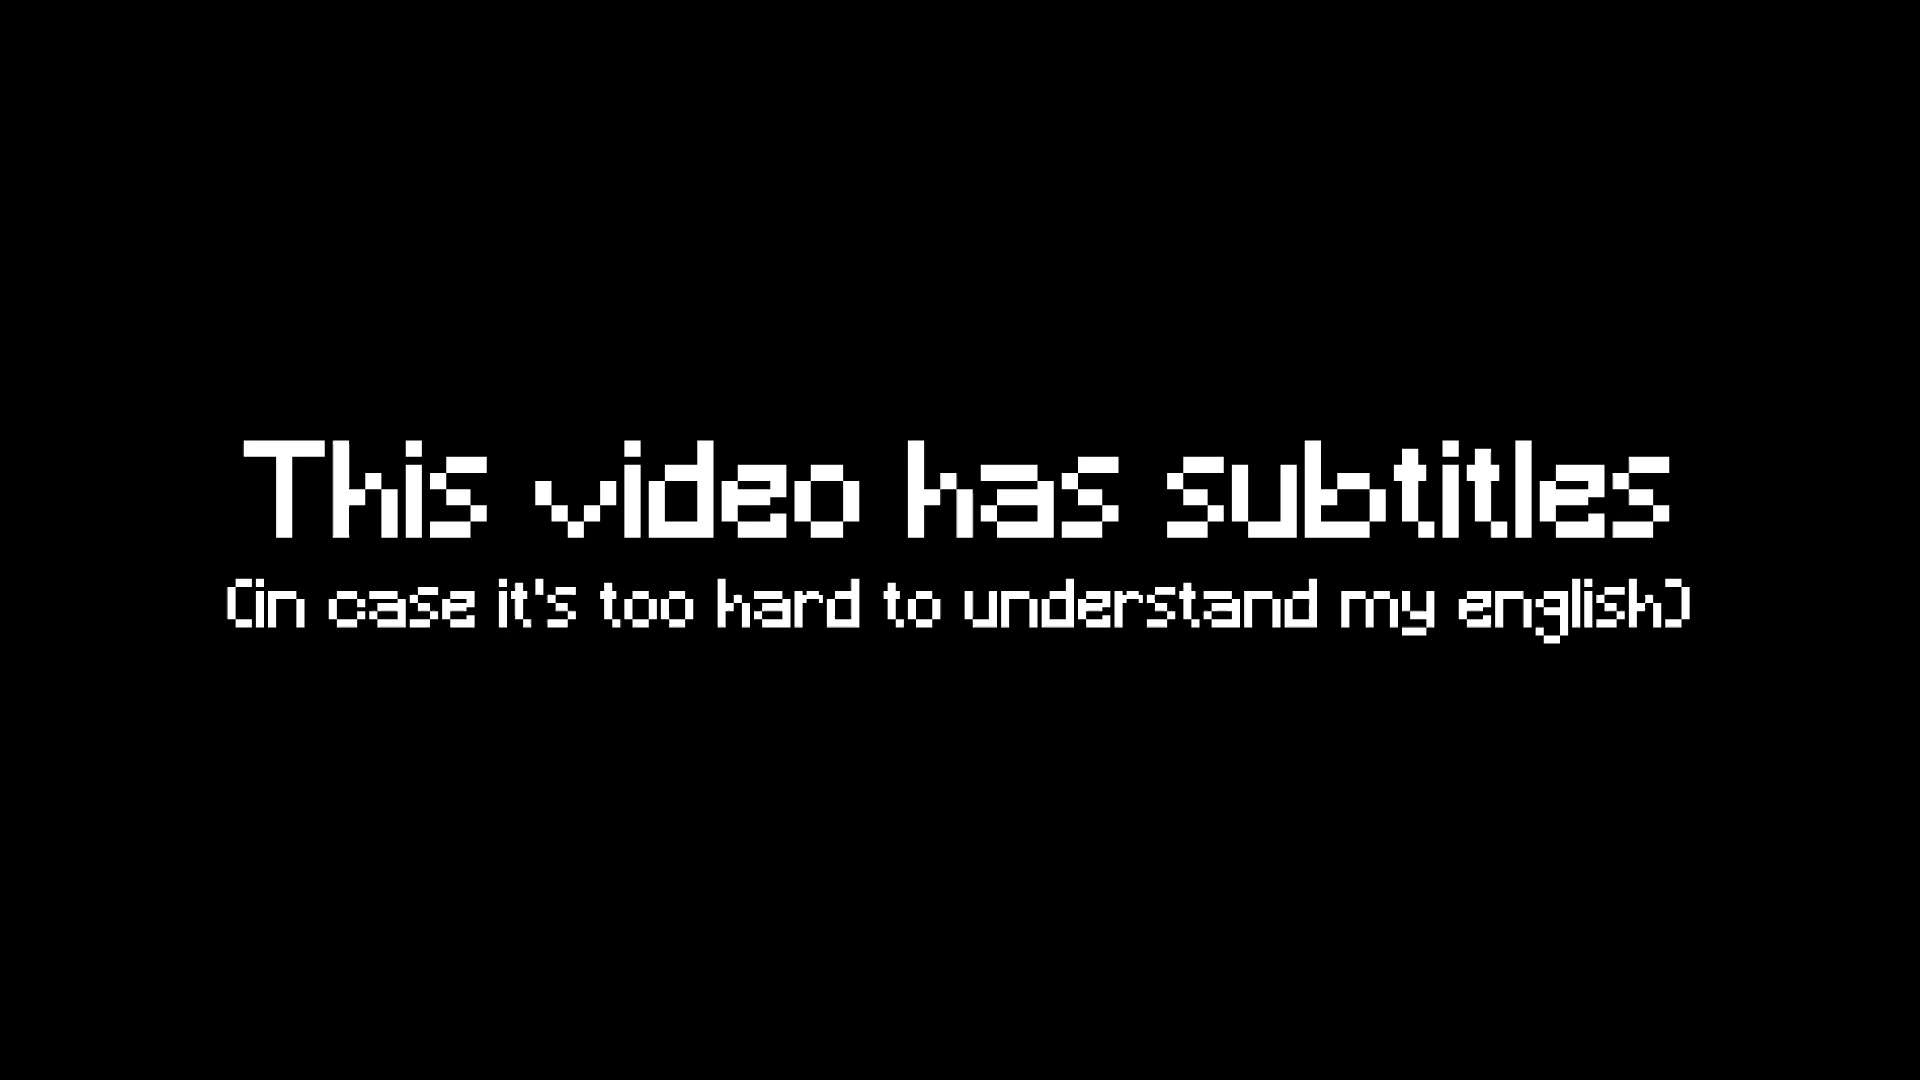 This video has subtitles
(in case it's too hard to understand my english)